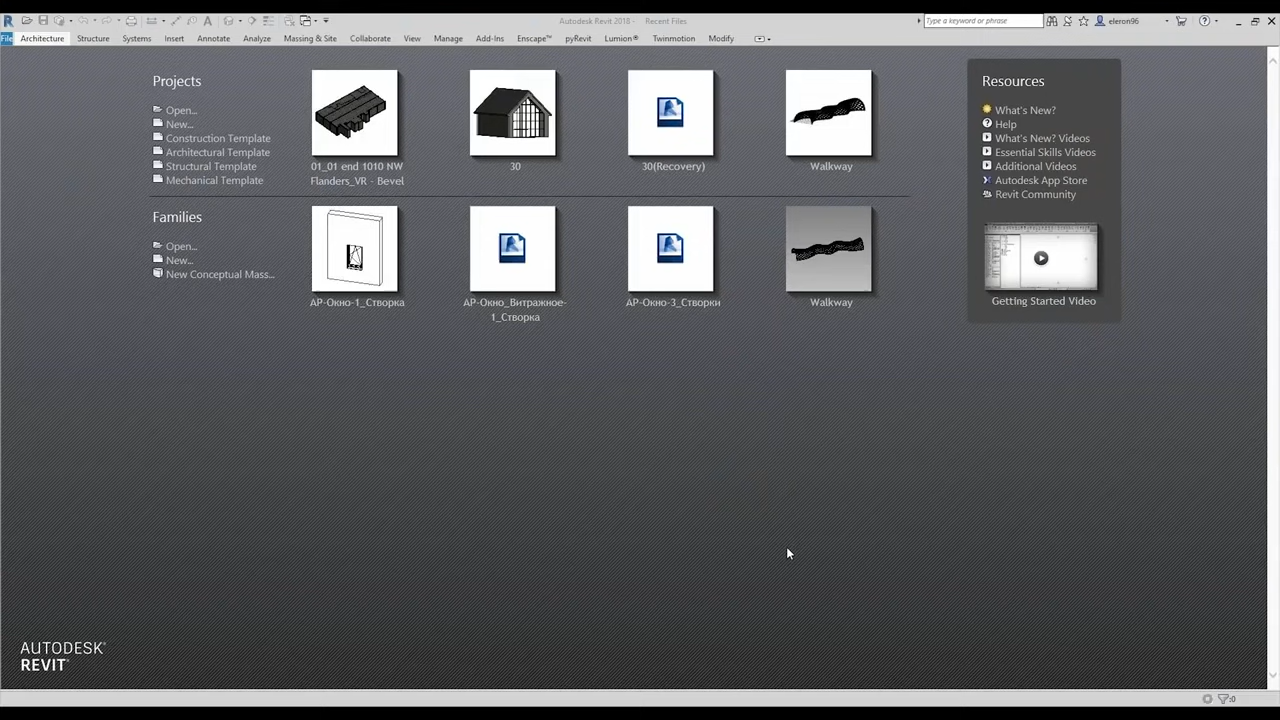 Autodesk Revit 2018 - Recent Files
Type a keyword or phrase
eleron96
File Architecture Structure Systems Insert Annotate Analyze Massing & Site Collaborate View Manage Add-Ins Enscape™ pyRevit Lumion® Twinmotion Modify
Projects
Open...
New...
Construction Template
Architectural Template
Structural Template
Mechanical Template
01_01 end 1010 NW
Flanders_VR - Bevel
30
30(Recovery)
Walkway
Families
Open...
New...
New Conceptual Mass...
АР-Окно-1_Створка
АР-Окно_Витражное-
1_Створка
АР-Окно-3_Створки
Walkway
Resources
What's New?
Help
What's New? Videos
Essential Skills Videos
Additional Videos
Autodesk App Store
Revit Community
Getting Started Video
AUTODESK®
REVIT®
:0